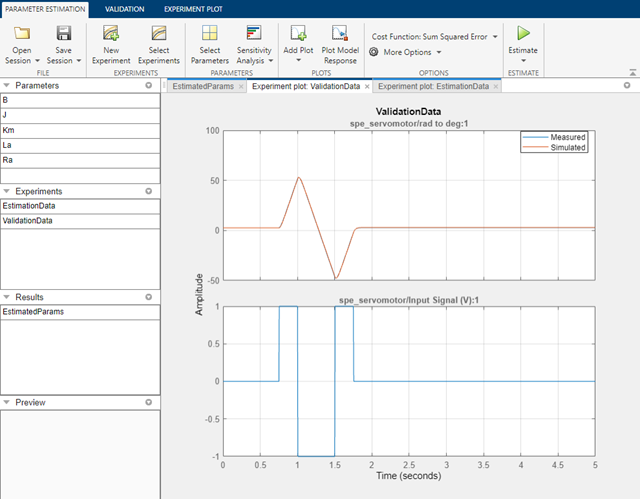 PARAMETER ESTIMATION VALIDATION EXPERIMENT PLOT
Open Session Save Session New Experiment Select Experiments Select Parameters Sensitivity Analysis Add Plot Plot Model Response Cost Function: Sum Squared Error More Options Estimate
FILE EXPERIMENTS PARAMETERS PLOTS OPTIONS ESTIMATE
Parameters
B
J
Km
La
Ra
Experiments
EstimationData
ValidationData
Results
EstimatedParams
Preview
EstimatedParams Experiment plot: ValidationData Experiment plot: EstimationData
ValidationData
spe_servomotor/rad to deg:1
Measured
Simulated
100
50
0
-50
Amplitude
spe_servomotor/Input Signal (V):1
1
0.5
0
-0.5
-1
0 0.5 1 1.5 2 2.5 3 3.5 4 4.5 5
Time (seconds)